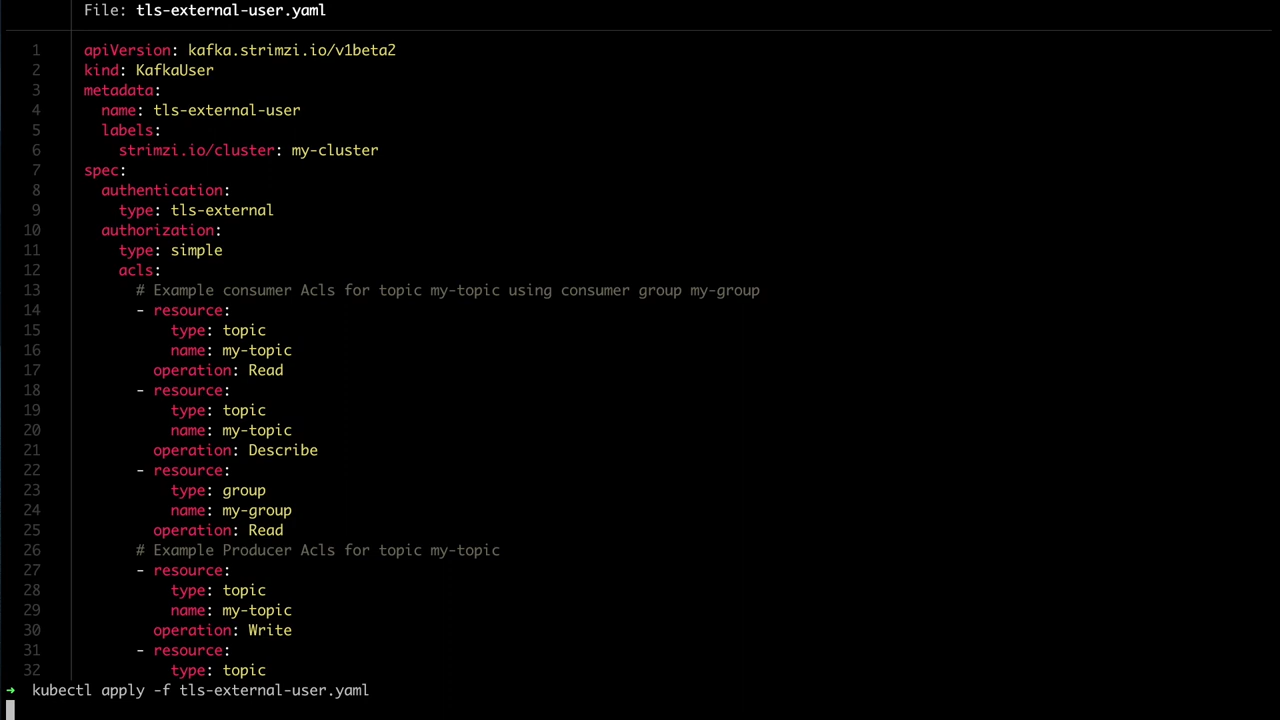 File: tls-external-user.yaml
1 apiVersion: kafka.strimzi.io/v1beta2
2 kind: KafkaUser
3 metadata:
4   name: tls-external-user
5   labels:
6     strimzi.io/cluster: my-cluster
7 spec:
8   authentication:
9     type: tls-external
10   authorization:
11     type: simple
12     acls:
13       # Example consumer Acls for topic my-topic using consumer group my-group
14       - resource:
15           type: topic
16           name: my-topic
17         operation: Read
18       - resource:
19           type: topic
20           name: my-topic
21         operation: Describe
22       - resource:
23           type: group
24           name: my-group
25         operation: Read
26       # Example Producer Acls for topic my-topic
27       - resource:
28           type: topic
29           name: my-topic
30         operation: Write
31       - resource:
32           type: topic
➜ kubectl apply -f tls-external-user.yaml